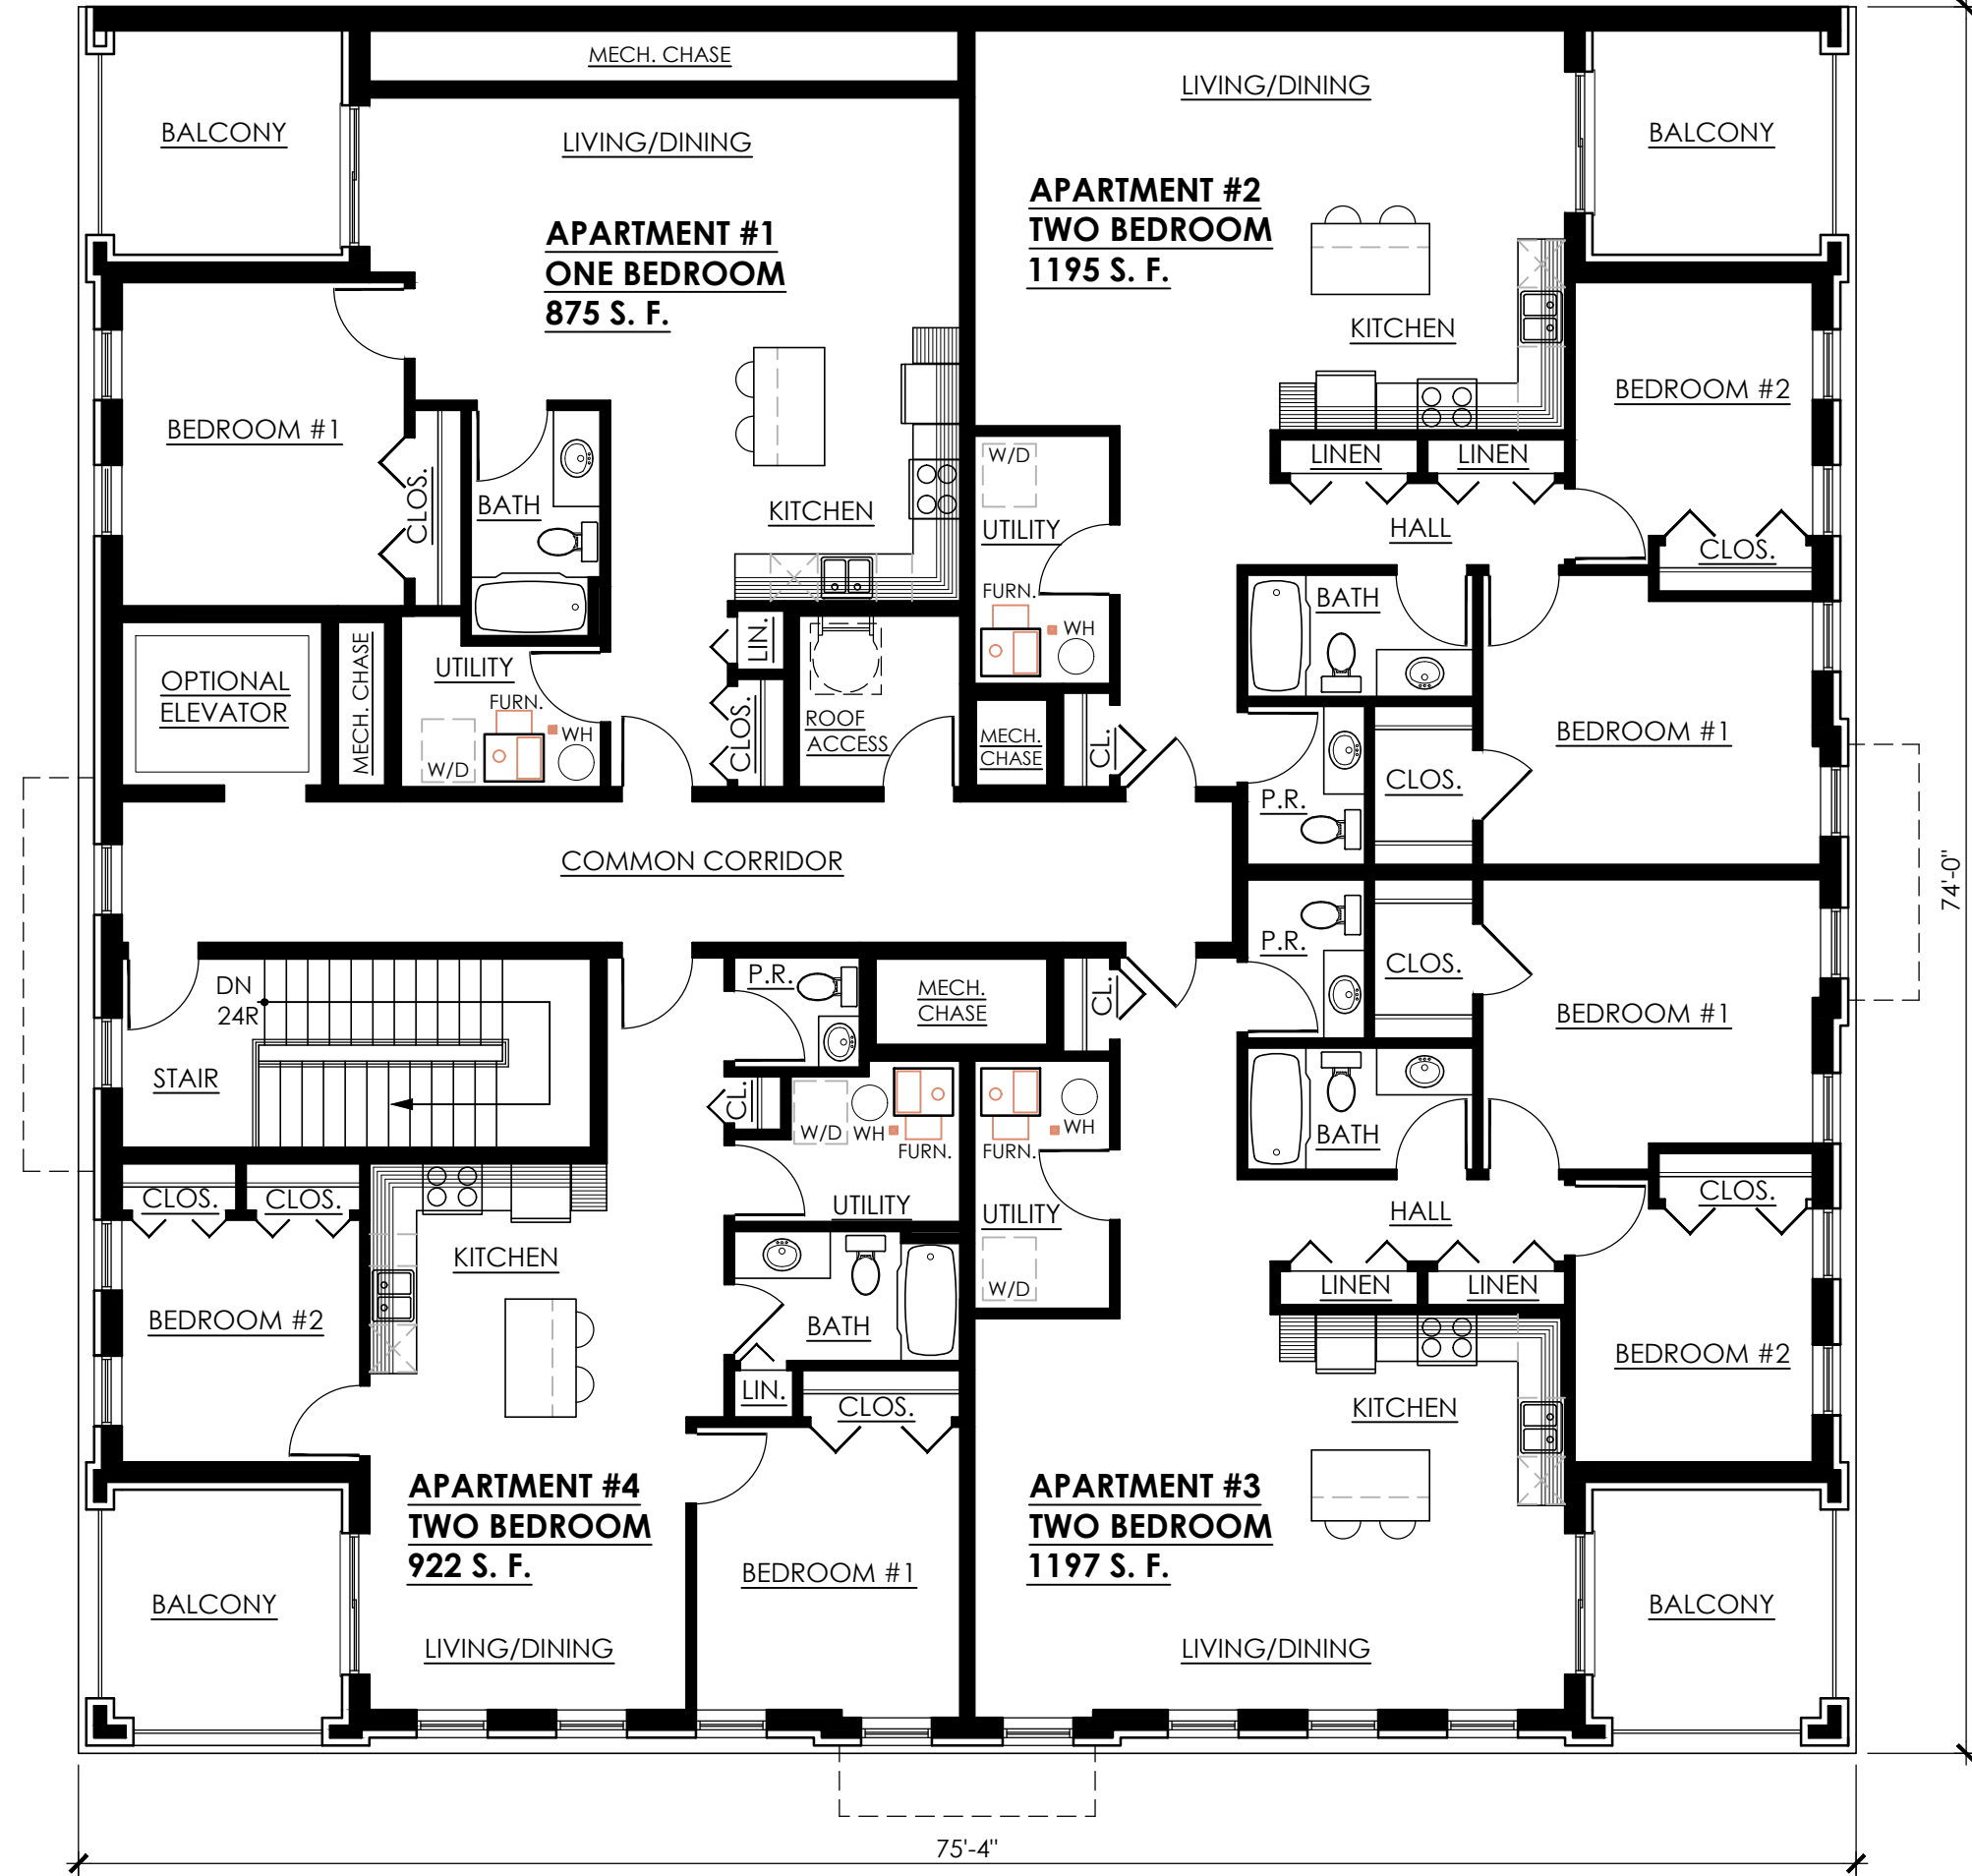 MECH. CHASE
BALCONY
LIVING/DINING
APARTMENT #1
ONE BEDROOM
875 S. F.
BEDROOM #1
CLOS.
BATH
KITCHEN
LIN.
CLOS.
OPTIONAL
ELEVATOR
MECH. CHASE
UTILITY
FURN.
WH
W/D
ROOF
ACCESS
LIVING/DINING
BALCONY
APARTMENT #2
TWO BEDROOM
1195 S. F.
KITCHEN
BEDROOM #2
LINEN
LINEN
W/D
UTILITY
HALL
CLOS.
FURN.
WH
BATH
MECH.
CHASE
CL.
BEDROOM #1
CLOS.
P.R.
COMMON CORRIDOR
74'-0"
P.R.
CLOS.
BEDROOM #1
DN
24R
STAIR
P.R.
MECH.
CHASE
CL.
CL.
W/D
WH
FURN.
UTILITY
FURN.
WH
UTILITY
W/D
BATH
HALL
CLOS.
LINEN
LINEN
BEDROOM #2
KITCHEN
CLOS.
CLOS.
KITCHEN
BEDROOM #2
BATH
LIN.
CLOS.
APARTMENT #4
TWO BEDROOM
922 S. F.
BEDROOM #1
BALCONY
LIVING/DINING
APARTMENT #3
TWO BEDROOM
1197 S. F.
LIVING/DINING
BALCONY
75'-4"